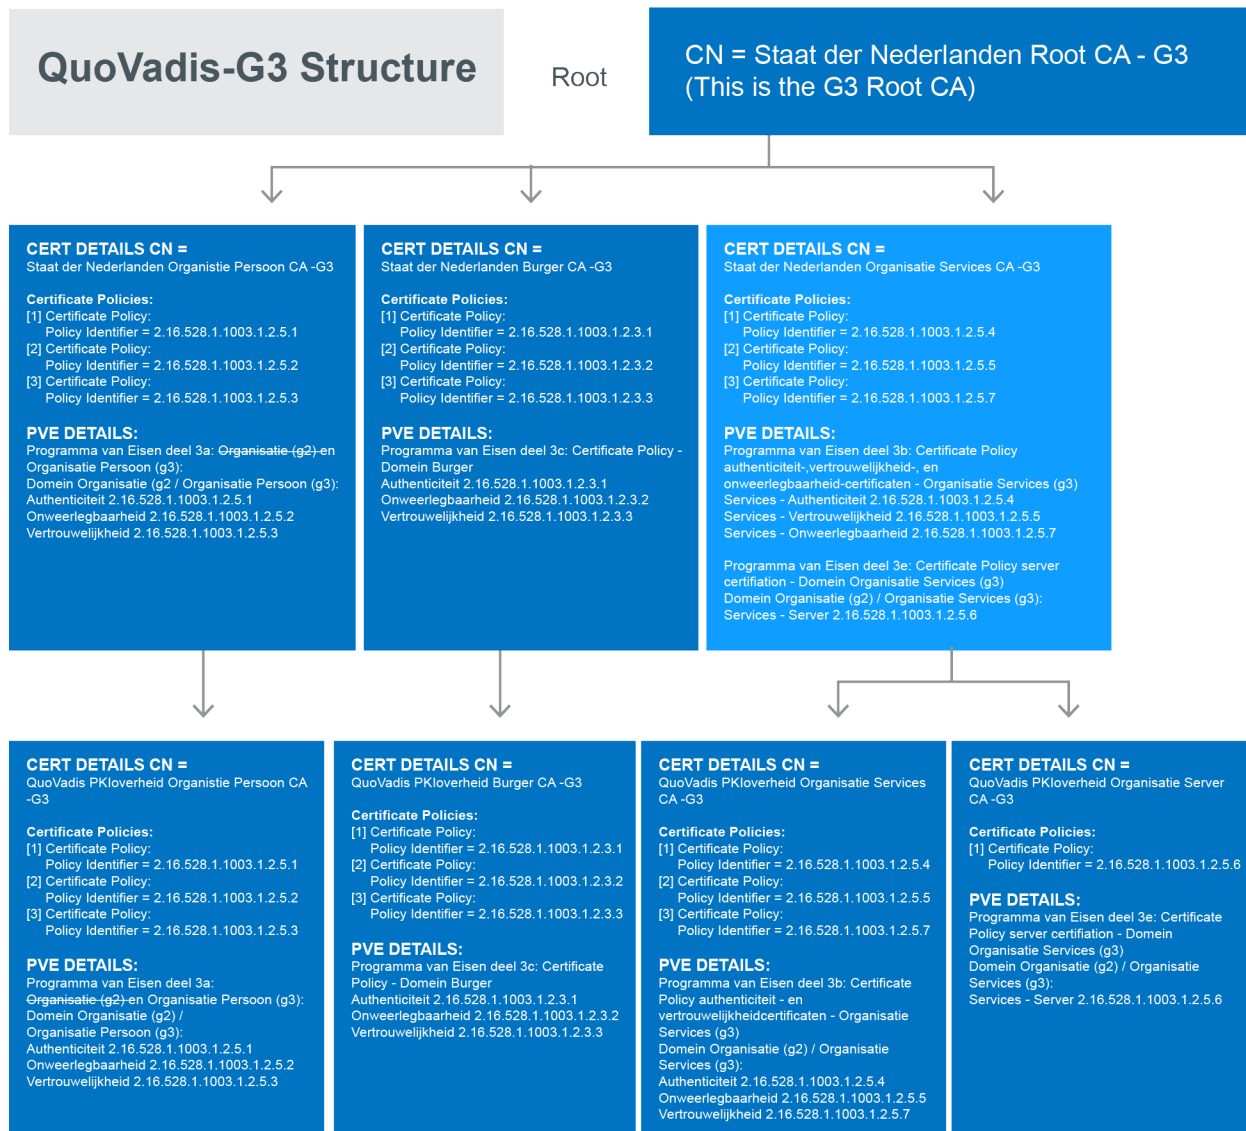 QuoVadis-G3 Structure
Root
CN = Staat der Nederlanden Root CA - G3
(This is the G3 Root CA)
CERT DETAILS CN =
Staat der Nederlanden Organistie Persoon CA -G3
Certificate Policies:
[1] Certificate Policy:
Policy Identifier = 2.16.528.1.1003.1.2.5.1
[2] Certificate Policy:
Policy Identifier = 2.16.528.1.1003.1.2.5.2
[3] Certificate Policy:
Policy Identifier = 2.16.528.1.1003.1.2.5.3
PVE DETAILS:
Programma van Eisen deel 3a: Organisatie (g2) en
Organisatie Persoon (g3):
Domein Organisatie (g2 / Organisatie Persoon (g3):
Authenticiteit 2.16.528.1.1003.1.2.5.1
Onweerlegbaarheid 2.16.528.1.1003.1.2.5.2
Vertrouwelijkheid 2.16.528.1.1003.1.2.5.3
CERT DETAILS CN =
Staat der Nederlanden Burger CA -G3
Certificate Policies:
[1] Certificate Policy:
Policy Identifier = 2.16.528.1.1003.1.2.3.1
[2] Certificate Policy:
Policy Identifier = 2.16.528.1.1003.1.2.3.2
[3] Certificate Policy:
Policy Identifier = 2.16.528.1.1003.1.2.3.3
PVE DETAILS:
Programma van Eisen deel 3c: Certificate Policy -
Domein Burger
Authenticiteit 2.16.528.1.1003.1.2.3.1
Onweerlegbaarheid 2.16.528.1.1003.1.2.3.2
Vertrouwelijkheid 2.16.528.1.1003.1.2.3.3
CERT DETAILS CN =
Staat der Nederlanden Organisatie Services CA -G3
Certificate Policies:
[1] Certificate Policy:
Policy Identifier = 2.16.528.1.1003.1.2.5.4
[2] Certificate Policy:
Policy Identifier = 2.16.528.1.1003.1.2.5.5
[3] Certificate Policy:
Policy Identifier = 2.16.528.1.1003.1.2.5.7
PVE DETAILS:
Programma van Eisen deel 3b: Certificate Policy
authenticiteit-,vertrouwelijkheid-, en
onweerlegbaarheid-certificaten - Organisatie Services (g3)
Services - Authenticiteit 2.16.528.1.1003.1.2.5.4
Services - Vertrouwelijkheid 2.16.528.1.1003.1.2.5.5
Services - Onweerlegbaarheid 2.16.528.1.1003.1.2.5.7
Programma van Eisen deel 3e: Certificate Policy server
certifiation - Domein Organisatie Services (g3)
Domein Organisatie (g2) / Organisatie Services (g3):
Services - Server 2.16.528.1.1003.1.2.5.6
CERT DETAILS CN =
QuoVadis PKIoverheid Organistie Persoon CA
-G3
Certificate Policies:
[1] Certificate Policy:
Policy Identifier = 2.16.528.1.1003.1.2.5.1
[2] Certificate Policy:
Policy Identifier = 2.16.528.1.1003.1.2.5.2
[3] Certificate Policy:
Policy Identifier = 2.16.528.1.1003.1.2.5.3
PVE DETAILS:
Programma van Eisen deel 3a:
Organisatie (g2) en Organisatie Persoon (g3):
Domein Organisatie (g2) /
Organisatie Persoon (g3):
Authenticiteit 2.16.528.1.1003.1.2.5.1
Onweerlegbaarheid 2.16.528.1.1003.1.2.5.2
Vertrouwelijkheid 2.16.528.1.1003.1.2.5.3
CERT DETAILS CN =
QuoVadis PKIoverheid Burger CA -G3
Certificate Policies:
[1] Certificate Policy:
Policy Identifier = 2.16.528.1.1003.1.2.3.1
[2] Certificate Policy:
Policy Identifier = 2.16.528.1.1003.1.2.3.2
[3] Certificate Policy:
Policy Identifier = 2.16.528.1.1003.1.2.3.3
PVE DETAILS:
Programma van Eisen deel 3c: Certificate
Policy - Domein Burger
Authenticiteit 2.16.528.1.1003.1.2.3.1
Onweerlegbaarheid 2.16.528.1.1003.1.2.3.2
Vertrouwelijkheid 2.16.528.1.1003.1.2.3.3
CERT DETAILS CN =
QuoVadis PKIoverheid Organisatie Services
CA -G3
Certificate Policies:
[1] Certificate Policy:
Policy Identifier = 2.16.528.1.1003.1.2.5.4
[2] Certificate Policy:
Policy Identifier = 2.16.528.1.1003.1.2.5.5
[3] Certificate Policy:
Policy Identifier = 2.16.528.1.1003.1.2.5.7
PVE DETAILS:
Programma van Eisen deel 3b: Certificate
Policy authenticiteit - en
vertrouwelijkheidcertificaten - Organisatie
Services (g3)
Domein Organisatie (g2) / Organisatie
Services (g3):
Authenticiteit 2.16.528.1.1003.1.2.5.4
Onweerlegbaarheid 2.16.528.1.1003.1.2.5.5
Vertrouwelijkheid 2.16.528.1.1003.1.2.5.7
CERT DETAILS CN =
QuoVadis PKIoverheid Organisatie Server
CA -G3
Certificate Policies:
[1] Certificate Policy:
Policy Identifier = 2.16.528.1.1003.1.2.5.6
PVE DETAILS:
Programma van Eisen deel 3e: Certificate
Policy server certifiation - Domein
Organisatie Services (g3)
Domein Organisatie (g2) / Organisatie
Services (g3):
Services - Server 2.16.528.1.1003.1.2.5.6